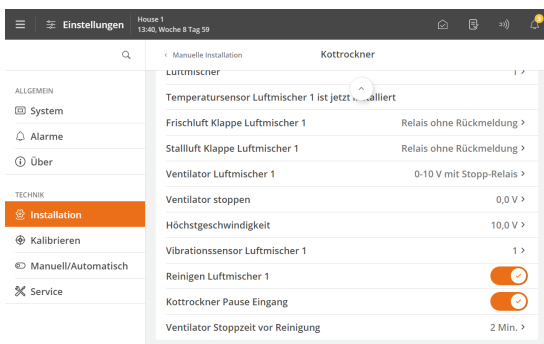 Einstellungen
House 1
13:40, Woche 8 Tag 59
3
ALLGEMEIN
System
Alarme
Über
TECHNIK
Installation
Kalibrieren
Manuell/Automatisch
Service
‹ Manuelle Installation
Kottrockner
Luftmischer 1 ›
Temperatursensor Luftmischer 1 ist jetzt installiert
Frischluft Klappe Luftmischer 1 Relais ohne Rückmeldung ›
Stallluft Klappe Luftmischer 1 Relais ohne Rückmeldung ›
Ventilator Luftmischer 1 0-10 V mit Stopp-Relais ›
Ventilator stoppen 0,0 V ›
Höchstgeschwindigkeit 10,0 V ›
Vibrationssensor Luftmischer 1 1 ›
Reinigen Luftmischer 1
Kottrockner Pause Eingang
Ventilator Stoppzeit vor Reinigung 2 Min. ›